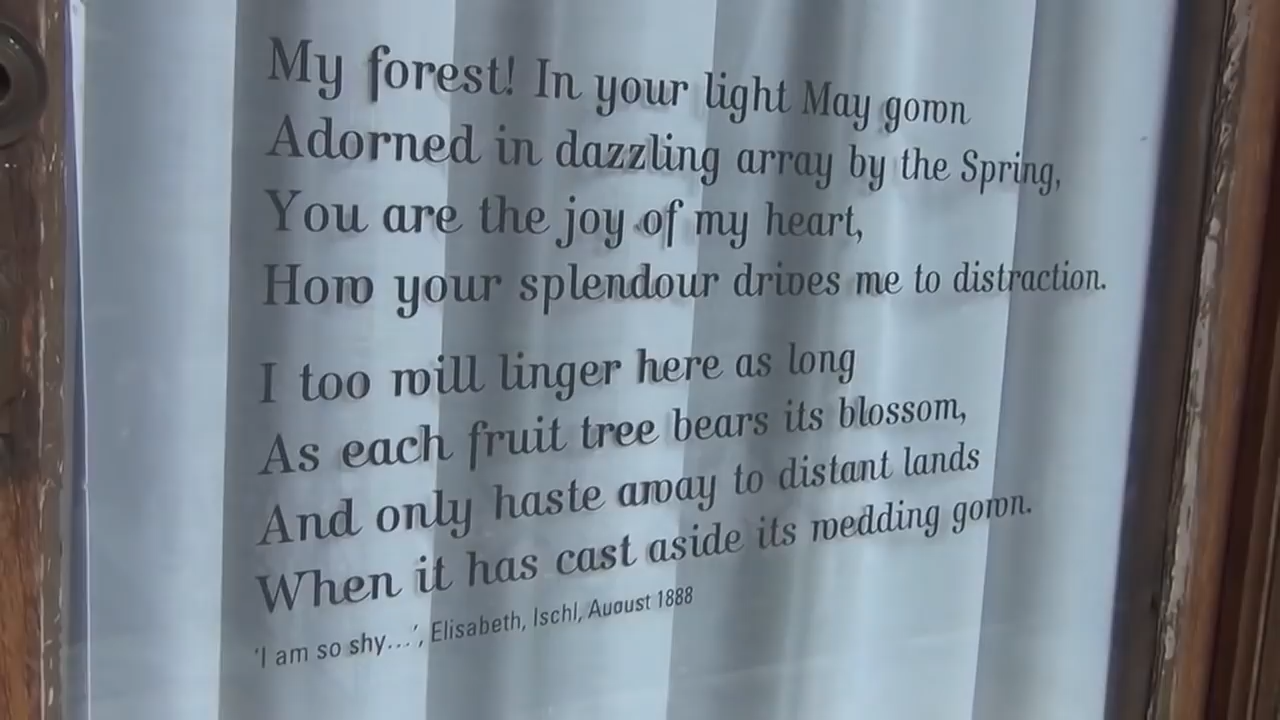 My forest! In your light May gown
Adorned in dazzling array by the Spring,
You are the joy of my heart,
How your splendour drives me to distraction.
I too will linger here as long
As each fruit tree bears its blossom,
And only haste away to distant lands
When it has cast aside its wedding gown.
'I am so shy...', Elisabeth, Ischl, August 1888